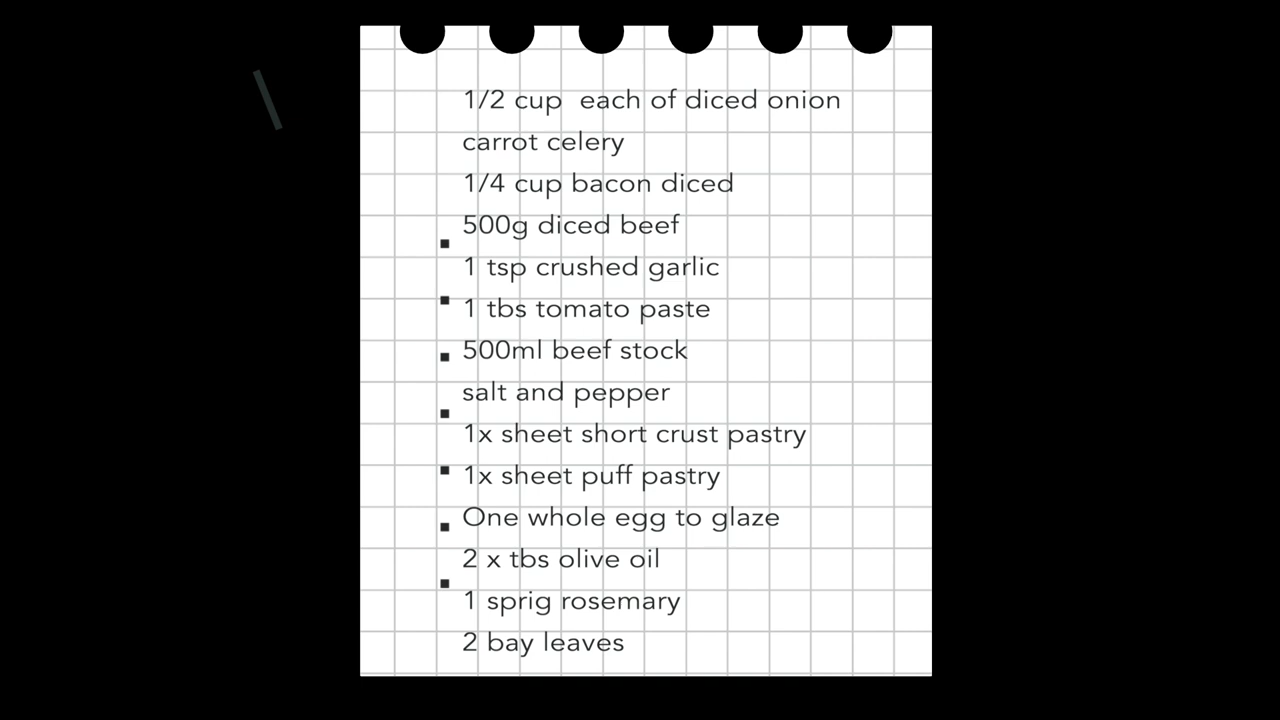 1/2 cup  each of diced onion
carrot celery
1/4 cup bacon diced
500g diced beef
1 tsp crushed garlic
1 tbs tomato paste
500ml beef stock
salt and pepper
1x sheet short crust pastry
1x sheet puff pastry
One whole egg to glaze
2 x tbs olive oil
1 sprig rosemary
2 bay leaves